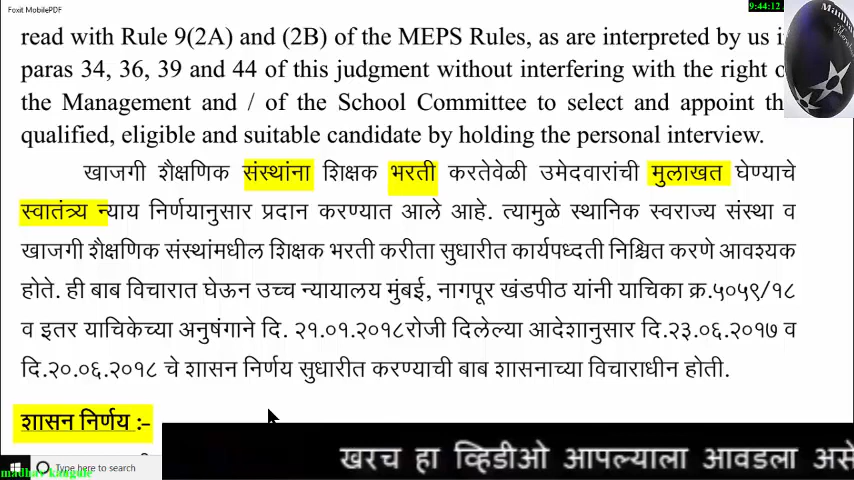 Foxit MobilePDF
9:44:12
read with Rule 9(2A) and (2B) of the MEPS Rules, as are interpreted by us i
paras 34, 36, 39 and 44 of this judgment without interfering with the right o
the Management and / of the School Committee to select and appoint th
qualified, eligible and suitable candidate by holding the personal interview.
खाजगी शैक्षणिक संस्थांना शिक्षक भरती करतेवेळी उमेदवारांची मुलाखत घेण्याचे
स्वातंत्र्य न्याय निर्णयानुसार प्रदान करण्यात आले आहे. त्यामुळे स्थानिक स्वराज्य संस्था व
खाजगी शैक्षणिक संस्थांमधील शिक्षक भरती करीता सुधारीत कार्यपध्दती निश्चित करणे आवश्यक
होते. ही बाब विचारात घेऊन उच्च न्यायालय मुंबई, नागपूर खंडपीठ यांनी याचिका क्र.५०५९/१८
व इतर याचिकेच्या अनुषंगाने दि. २१.०१.२०१८रोजी दिलेल्या आदेशानुसार दि.२३.०६.२०१७ व
दि.२०.०६.२०१८ चे शासन निर्णय सुधारीत करण्याची बाब शासनाच्या विचाराधीन होती.
शासन निर्णय :-
खरच हा व्हिडीओ आपल्याला आवडला असे
Type here to search